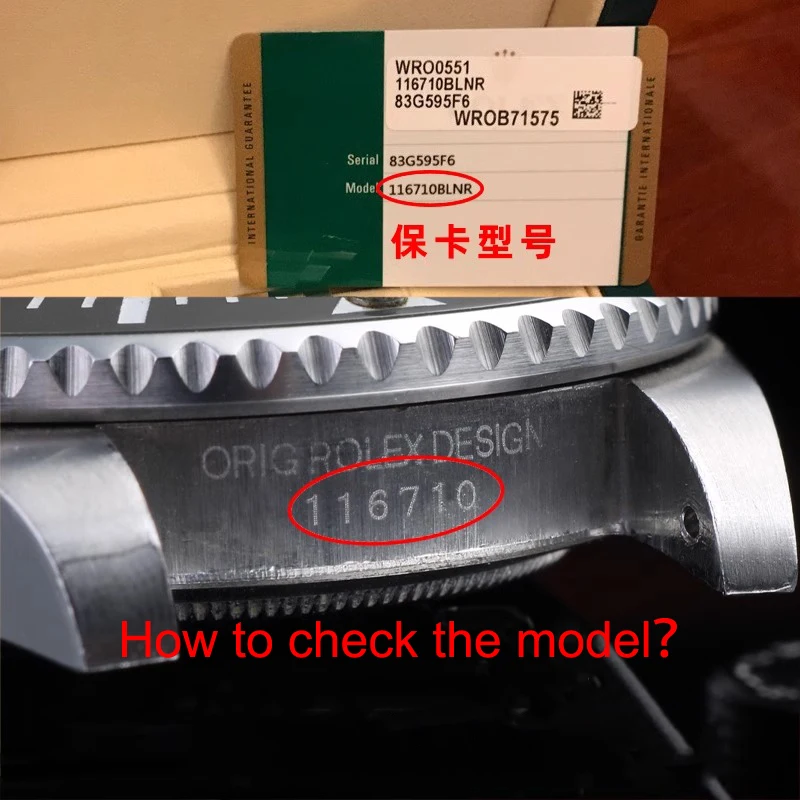 INTERNATIONAL GUARANTEE
WRO0551
116710BLNR
83G595F6
WROB71575
Serial 83G595F6
Model 116710BLNR
保卡型号
GARANTIE INTERNATIONALE
ORIG ROLEX DESIGN
116710
How to check the model?